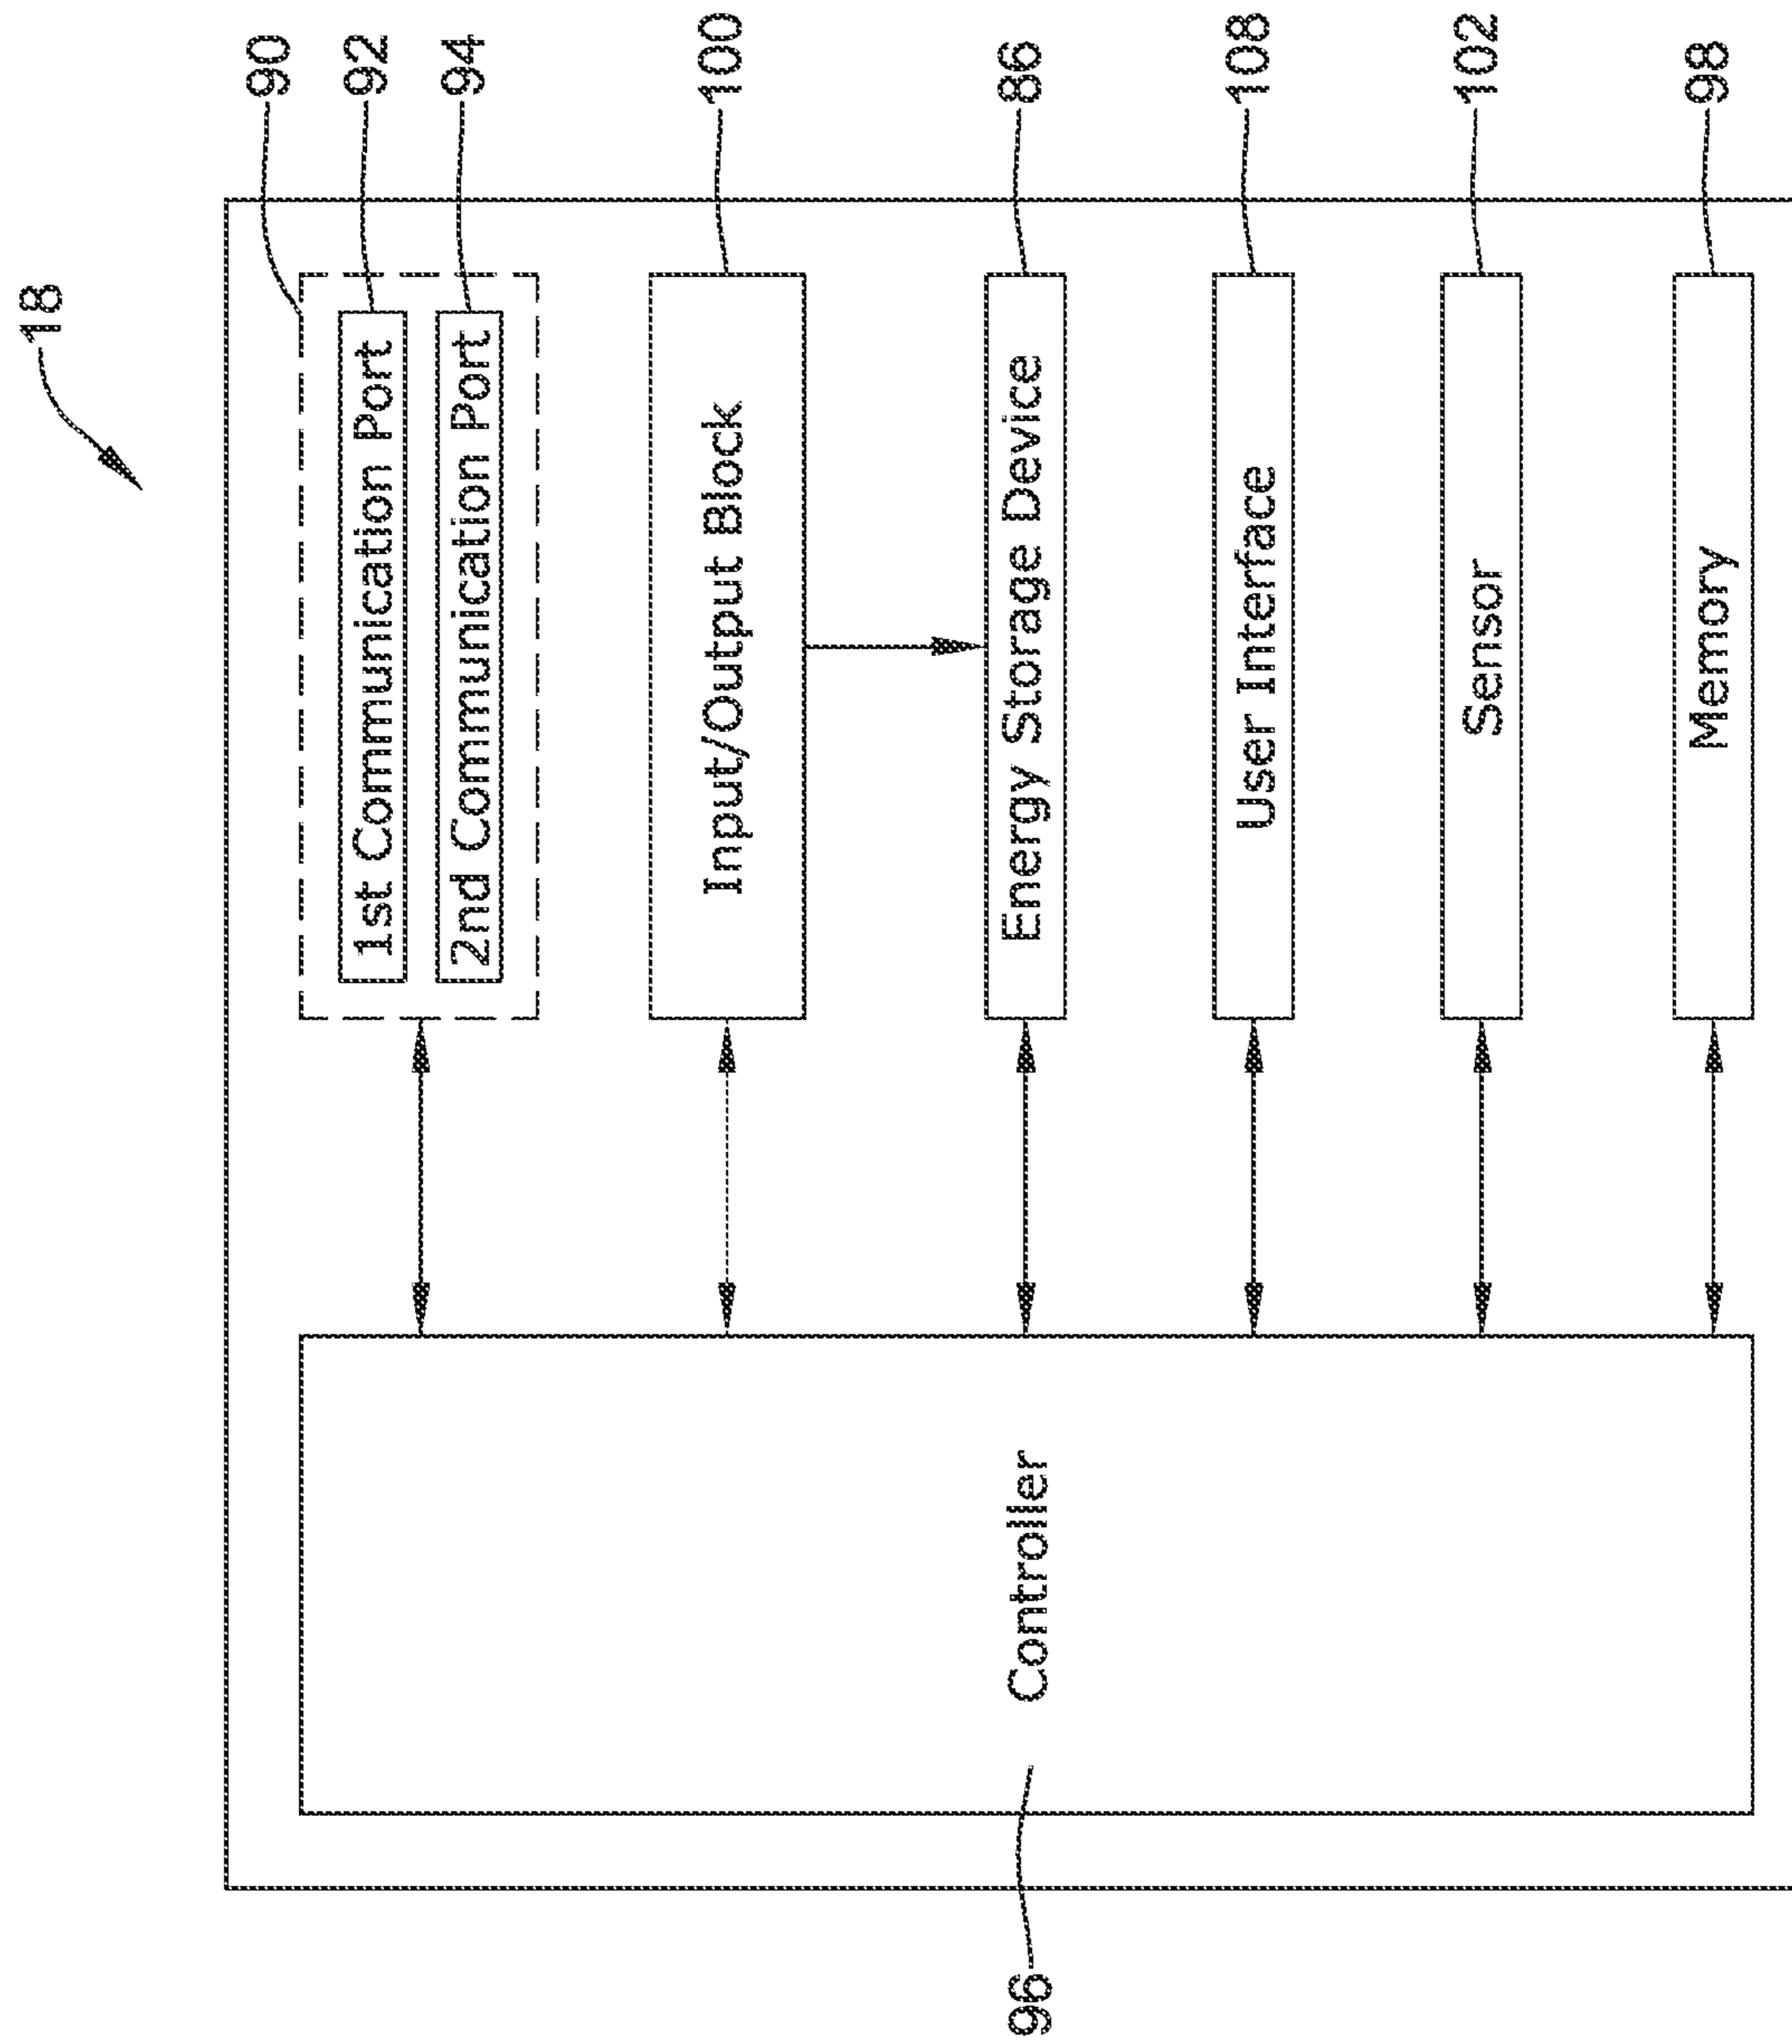 18
90
1st Communication Port
92
2nd Communication Port
94
Input/Output Block
100
Energy Storage Device
86
96
Controller
User Interface
108
Sensor
102
Memory
98